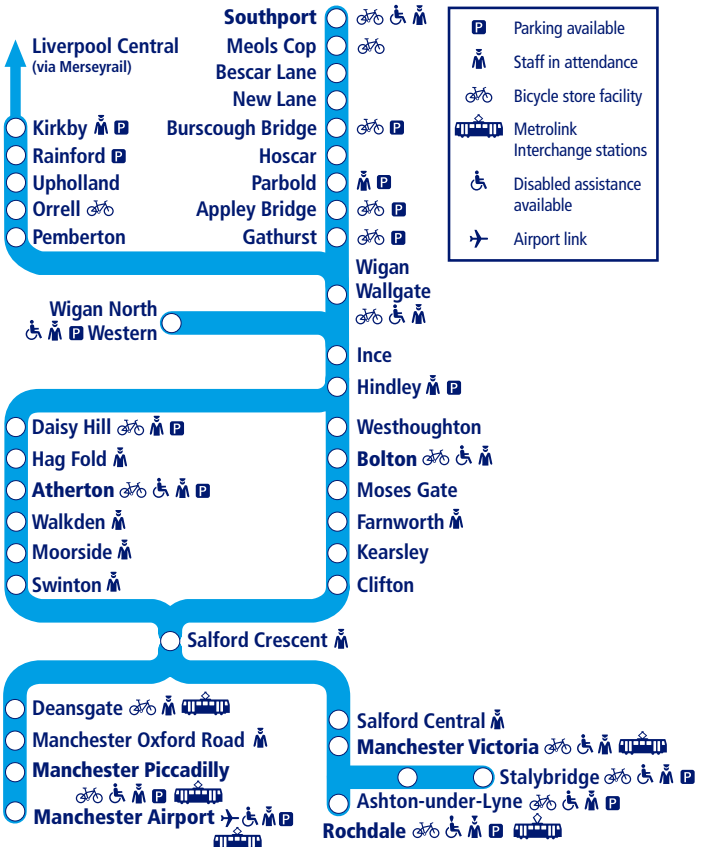 Southport
Meols Cop
Bescar Lane
New Lane
Burscough Bridge
Hoscar
Parbold
Appley Bridge
Gathurst
Liverpool Central
(via Merseyrail)
Kirkby P
Rainford P
Upholland
Orrell
Pemberton
P
P
P
P
P Parking available
Staff in attendance
Bicycle store facility
Metrolink
Interchange stations
Disabled assistance
available
Airport link
Wigan
Wallgate
Wigan North
P Western
Ince
Hindley P
Daisy Hill P
Hag Fold
Atherton P
Walkden
Moorside
Swinton
Westhoughton
Bolton
Moses Gate
Farnworth
Kearsley
Clifton
Salford Crescent
Deansgate
Manchester Oxford Road
Manchester Piccadilly
P
Manchester Airport P
Salford Central
Manchester Victoria
Stalybridge P
Ashton-under-Lyne P
Rochdale P